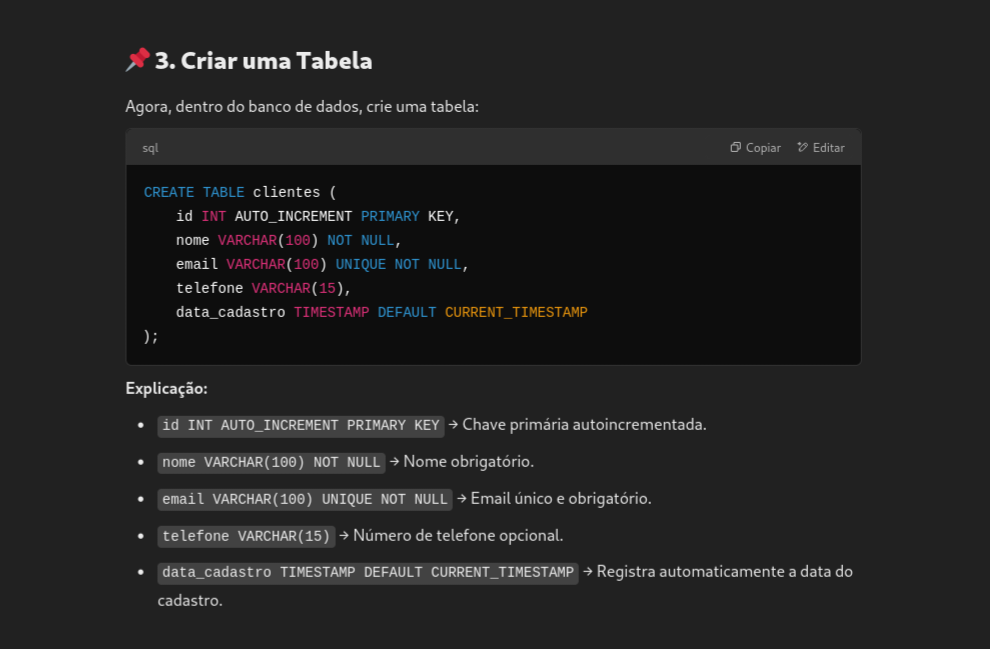 📌 3. Criar uma Tabela
Agora, dentro do banco de dados, crie uma tabela:
sql
Copiar
Editar
CREATE TABLE clientes (
    id INT AUTO_INCREMENT PRIMARY KEY,
    nome VARCHAR(100) NOT NULL,
    email VARCHAR(100) UNIQUE NOT NULL,
    telefone VARCHAR(15),
    data_cadastro TIMESTAMP DEFAULT CURRENT_TIMESTAMP
);
Explicação:
• id INT AUTO_INCREMENT PRIMARY KEY → Chave primária autoincrementada.
• nome VARCHAR(100) NOT NULL → Nome obrigatório.
• email VARCHAR(100) UNIQUE NOT NULL → Email único e obrigatório.
• telefone VARCHAR(15) → Número de telefone opcional.
• data_cadastro TIMESTAMP DEFAULT CURRENT_TIMESTAMP → Registra automaticamente a data do
cadastro.